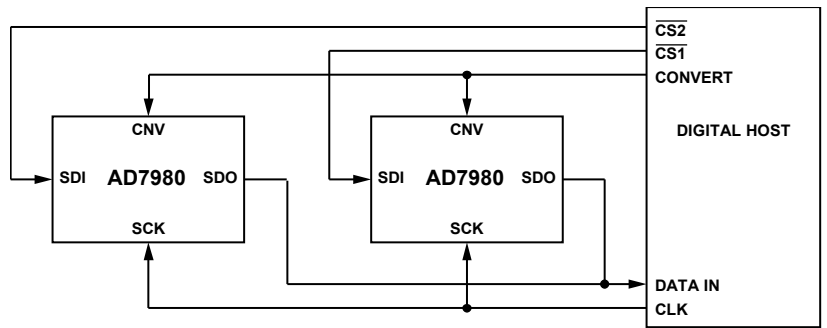 CS2
CS1
CONVERT
DIGITAL HOST
CNV
SDI AD7980 SDO
SCK
CNV
SDI AD7980 SDO
SCK
DATA IN
CLK